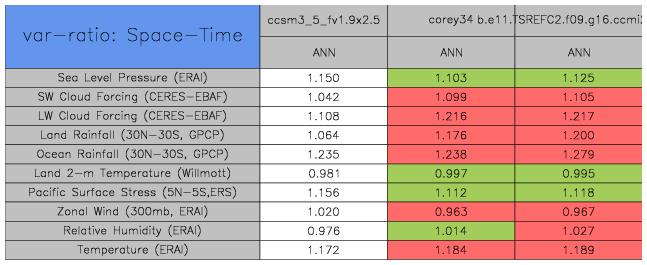 var-ratio: Space-Time
ccsm3_5_fv1.9x2.5 corey34 b.e11.TSREFC2.f09.g16.ccmi2
ANN ANN ANN
Sea Level Pressure (ERAI) 1.150 1.103 1.125
SW Cloud Forcing (CERES-EBAF) 1.042 1.099 1.105
LW Cloud Forcing (CERES-EBAF) 1.108 1.216 1.217
Land Rainfall (30N-30S, GPCP) 1.064 1.176 1.200
Ocean Rainfall (30N-30S, GPCP) 1.235 1.238 1.279
Land 2-m Temperature (Willmott) 0.981 0.997 0.995
Pacific Surface Stress (5N-5S,ERS) 1.156 1.112 1.118
Zonal Wind (300mb, ERAI) 1.020 0.963 0.967
Relative Humidity (ERAI) 0.976 1.014 1.027
Temperature (ERAI) 1.172 1.184 1.189